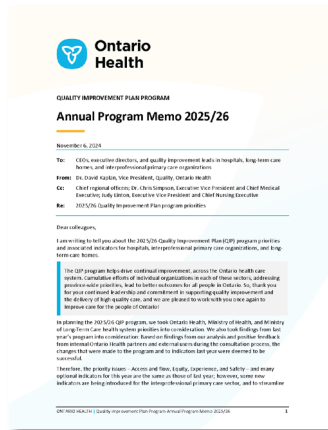 Ontario
Health
QUALITY IMPROVEMENT PLAN PROGRAM
Annual Program Memo 2025/26
November 6, 2024
To: CEOs, executive directors, and quality improvement leads in hospitals, long-term care
homes, and interprofessional primary care organizations
From: Dr. David Kaplan, Vice President, Quality, Ontario Health
Cc: Chief regional officers; Dr. Chris Simpson, Executive Vice President and Chief Medical
Executive; Judy Linton, Executive Vice President and Chief Nursing Executive
Re: 2025/26 Quality Improvement Plan program priorities
Dear colleagues,
I am writing to tell you about the 2025/26 Quality Improvement Plan (QIP) program priorities
and associated indicators for hospitals, interprofessional primary care organizations, and long-
term care homes.
The QIP program helps drive continual improvement, across the Ontario health care
system. Cumulative efforts of individual organizations in each of these sectors, addressing
province-wide priorities, lead to better outcomes for all people in Ontario. So, thank you
for your continued leadership and commitment in supporting quality improvement and
the delivery of high quality care, and we are pleased to work with you once again to
improve care for the people of Ontario!
In planning the 2025/26 QIP program, we took Ontario Health, Ministry of Health, and Ministry
of Long-Term Care health system priorities into consideration. We also took findings from last
year's program into consideration: Based on findings from our analysis and positive feedback
from internal Ontario Health partners and external users during the consultation process, the
changes that were made to the program and to indicators last year were deemed to be
successful.
Therefore, the priority issues – Access and flow, Equity, Experience, and Safety – and many
optional indicators for this year are the same as those of last year; however, some new
indicators are being introduced for the interprofessional primary care sector, and to streamline
ONTARIO HEALTH | Quality Improvement Plan Program Annual Program Memo 2025/26 1